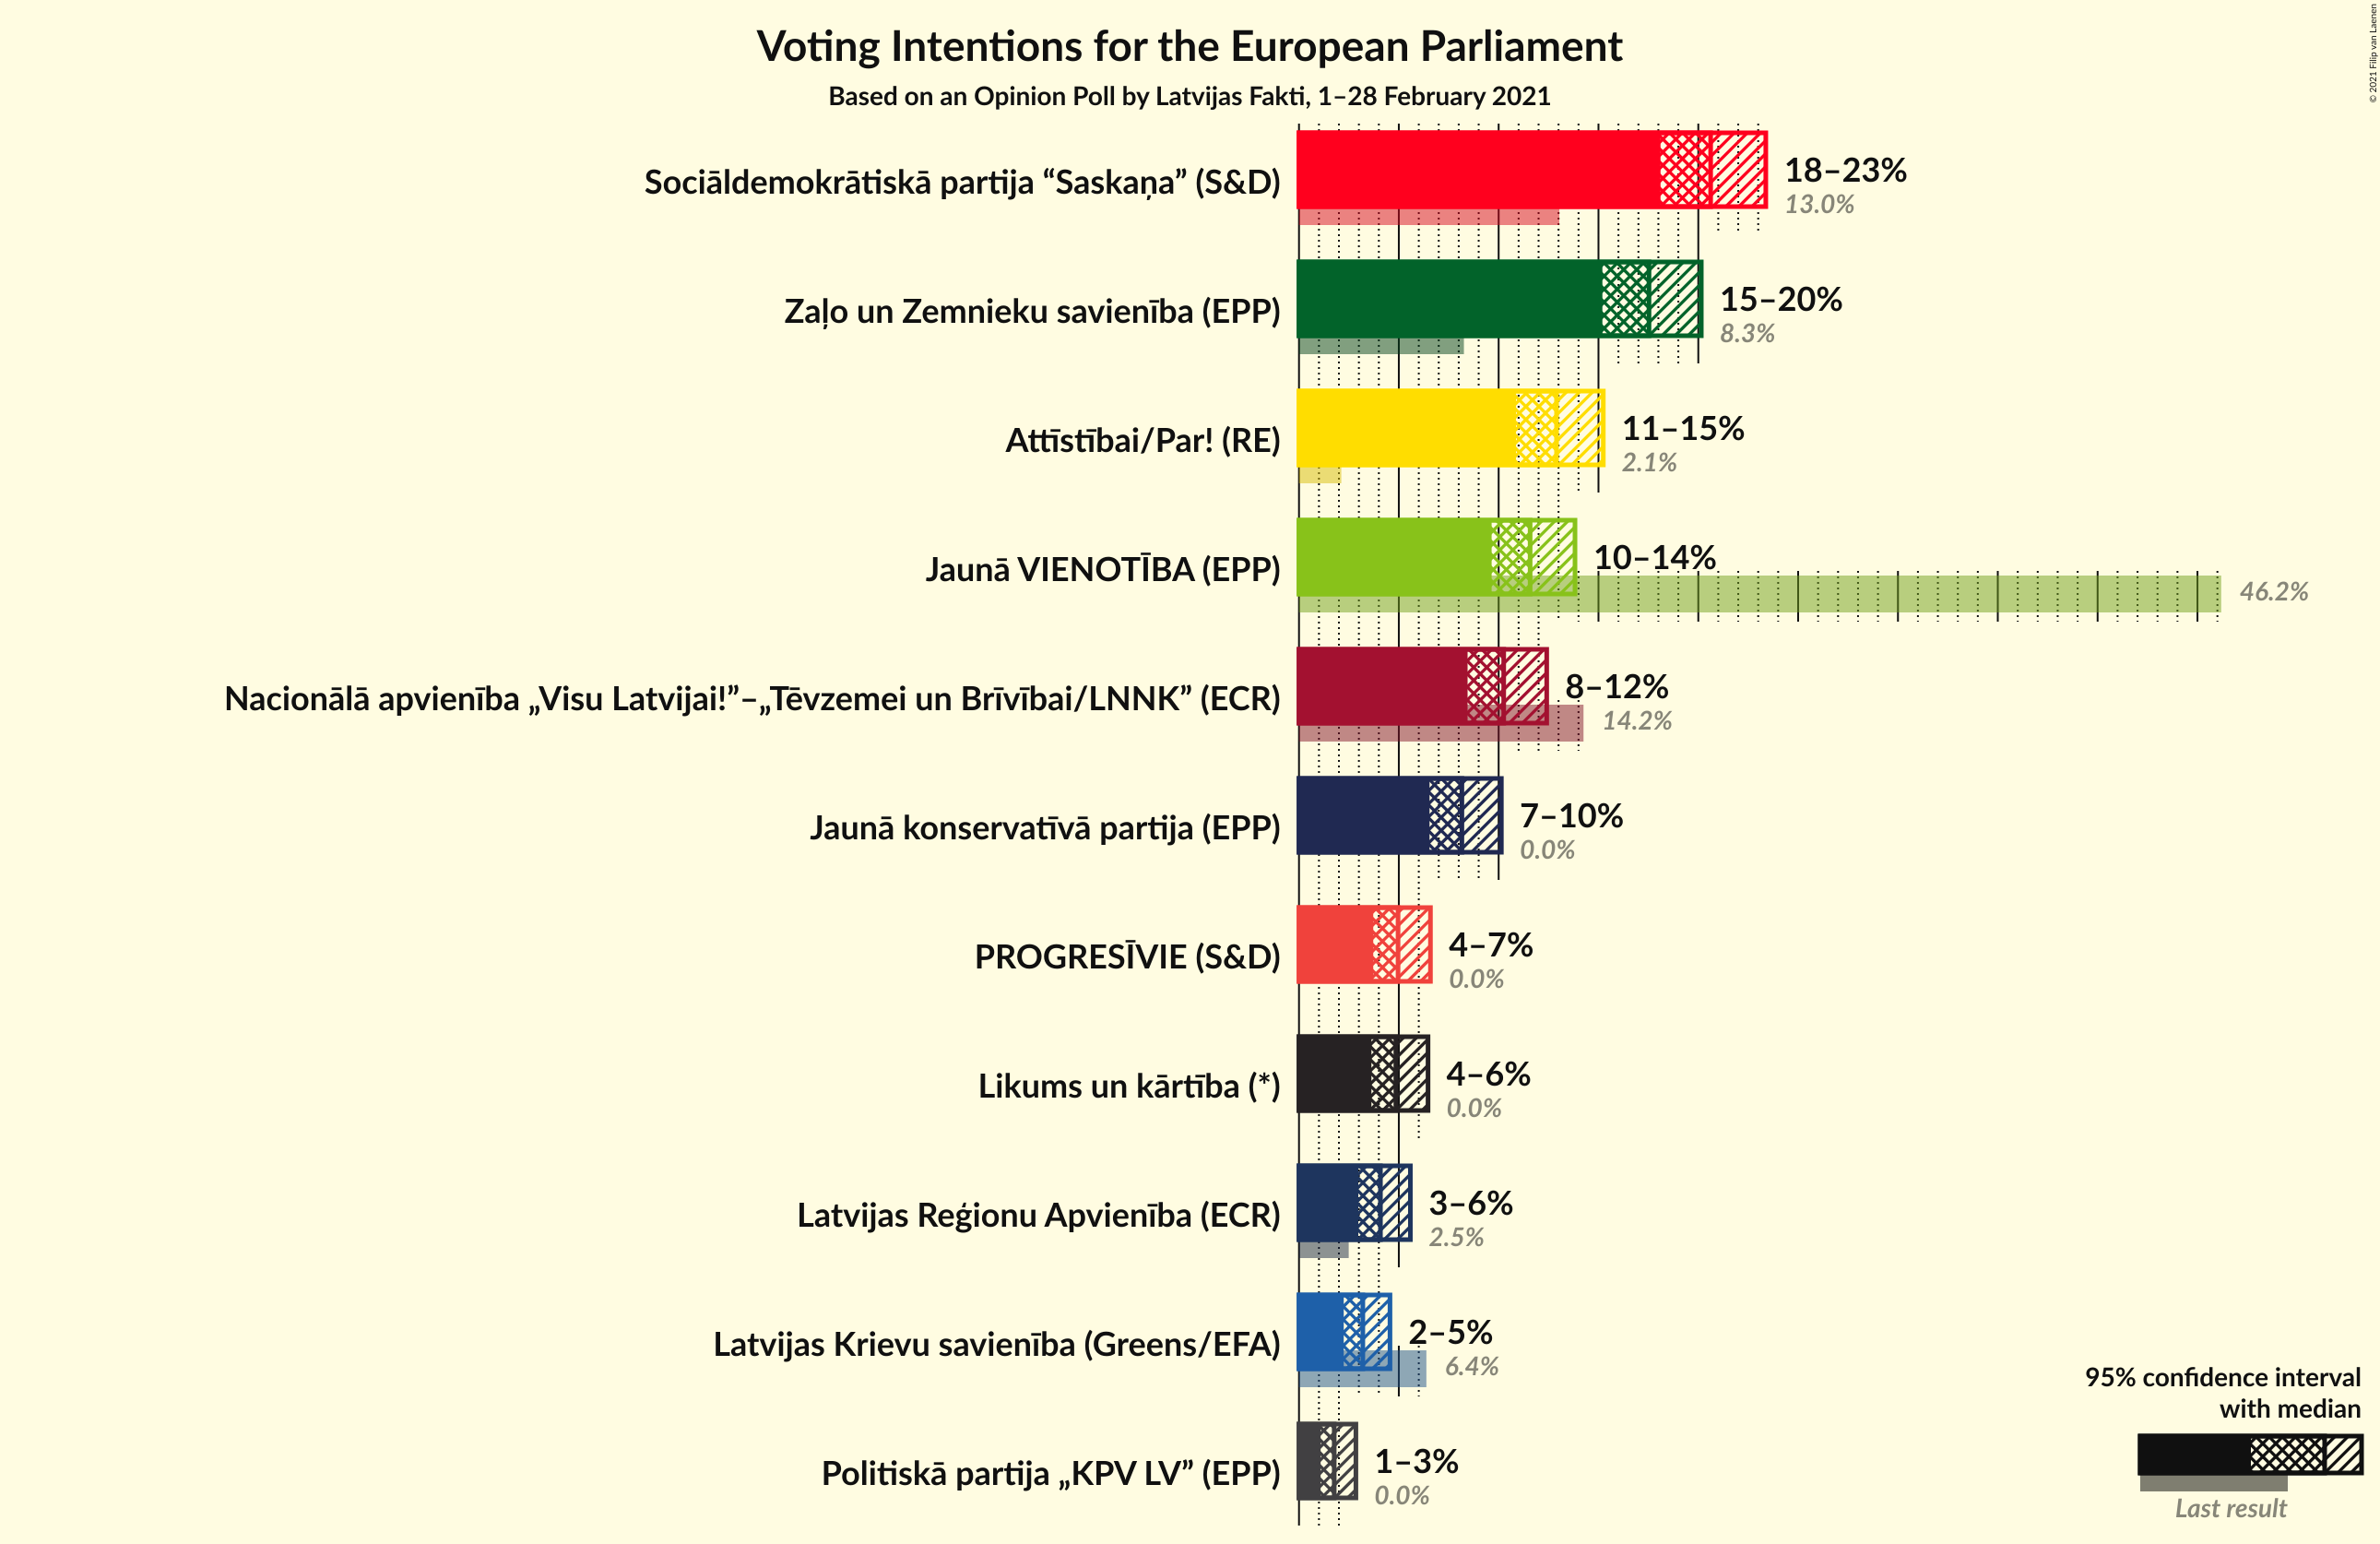 Voting Intentions for the European Parliament
Based on an Opinion Poll by Latvijas Fakti, 1–28 February 2021
© 2021 Filip van Laenen
Sociāldemokrātiskā partija “Saskaņa” (S&D)
18–23%
13.0%
Zaļo un Zemnieku savienība (EPP)
15–20%
8.3%
Attīstībai/Par! (RE)
11–15%
2.1%
Jaunā VIENOTĪBA (EPP)
10–14%
46.2%
Nacionālā apvienība „Visu Latvijai!”–„Tēvzemei un Brīvībai/LNNK” (ECR)
8–12%
14.2%
Jaunā konservatīvā partija (EPP)
7–10%
0.0%
PROGRESĪVIE (S&D)
4–7%
0.0%
Likums un kārtība (*)
4–6%
0.0%
Latvijas Reģionu Apvienība (ECR)
3–6%
2.5%
Latvijas Krievu savienība (Greens/EFA)
2–5%
6.4%
Politiskā partija „KPV LV” (EPP)
1–3%
0.0%
95% confidence interval
with median
Last result